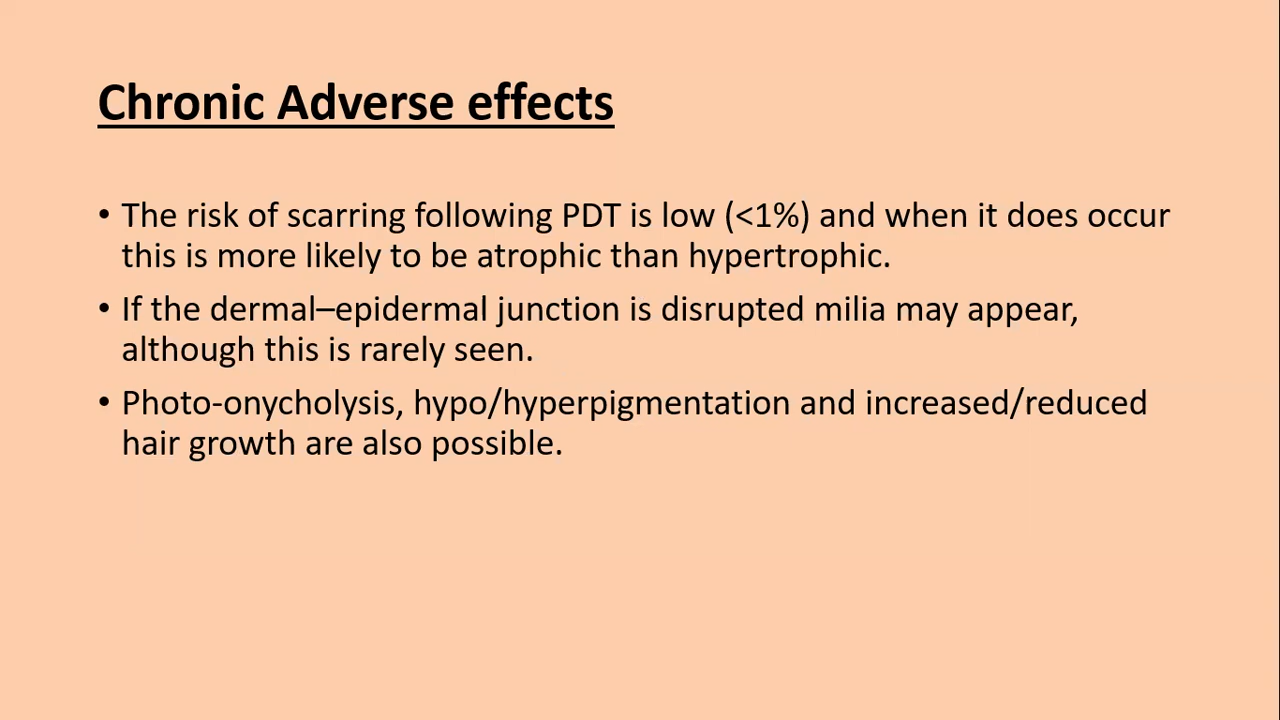 Chronic Adverse effects
• The risk of scarring following PDT is low (<1%) and when it does occur
this is more likely to be atrophic than hypertrophic.
• If the dermal–epidermal junction is disrupted milia may appear,
although this is rarely seen.
• Photo-onycholysis, hypo/hyperpigmentation and increased/reduced
hair growth are also possible.